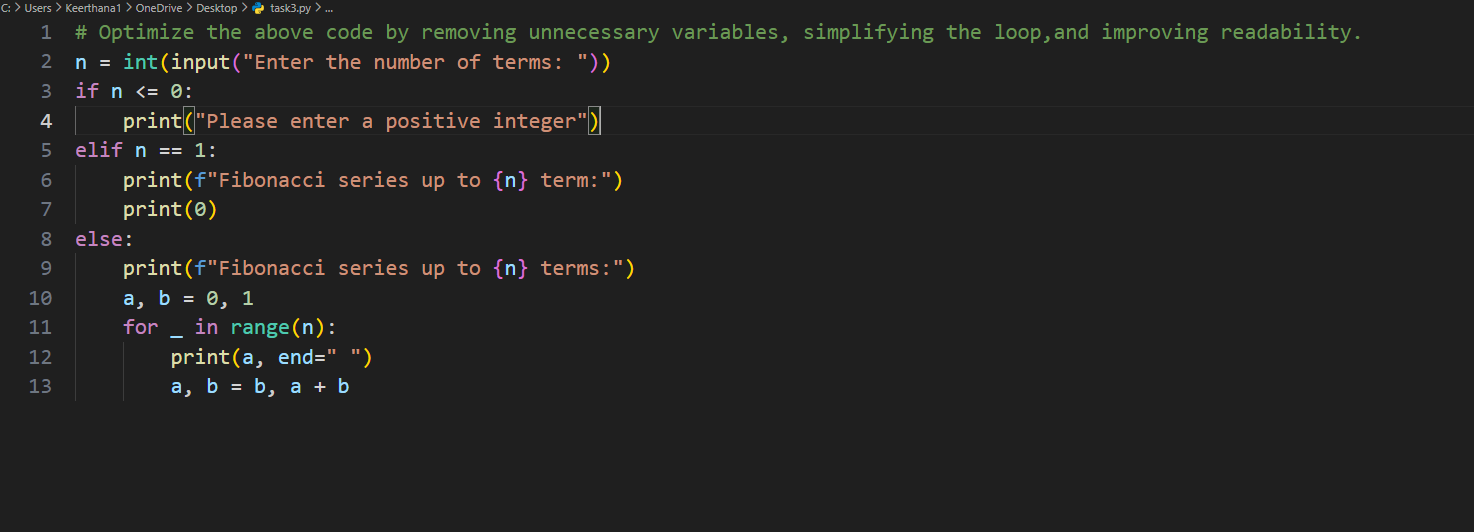 C: > Users > Keerthana1 > OneDrive > Desktop > task3.py > ...
1 # Optimize the above code by removing unnecessary variables, simplifying the loop,and improving readability.
2 n = int(input("Enter the number of terms: "))
3 if n <= 0:
4     print("Please enter a positive integer")
5 elif n == 1:
6     print(f"Fibonacci series up to {n} term:")
7     print(0)
8 else:
9     print(f"Fibonacci series up to {n} terms:")
10     a, b = 0, 1
11     for _ in range(n):
12         print(a, end=" ")
13         a, b = b, a + b